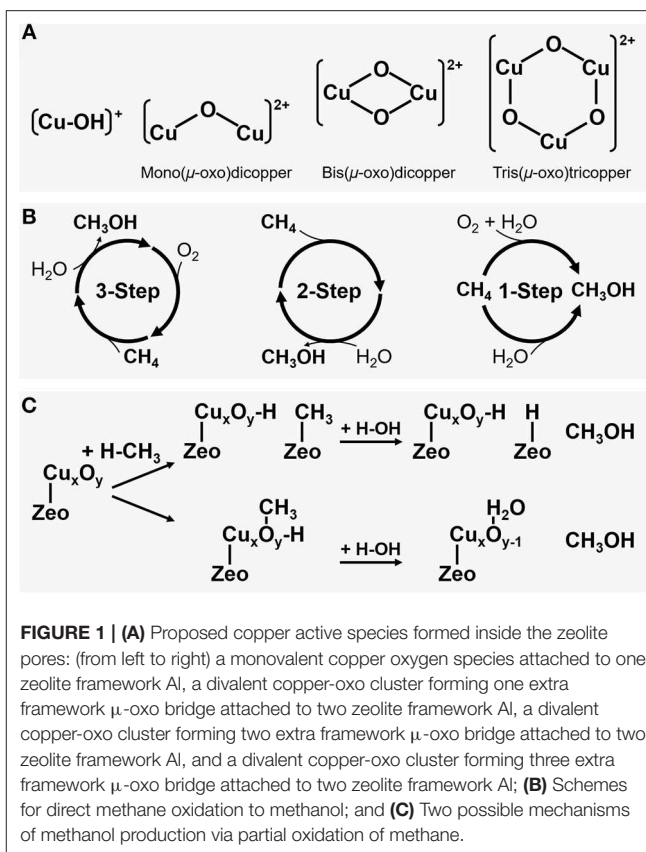 A
(Cu-OH)⁺
[Cu O Cu]²⁺
[Cu O O Cu]²⁺
[O Cu Cu O O Cu]²⁺
Mono(μ-oxo)dicopper
Bis(μ-oxo)dicopper
Tris(μ-oxo)tricopper
B
CH₃OH
O₂
H₂O
3-Step
CH₄
CH₄
2-Step
CH₃OH H₂O
O₂ + H₂O
CH₄ 1-Step CH₃OH
H₂O
C
+ H-CH₃
CuₓOᵧ
Zeo
CuₓOᵧ-H CH₃
Zeo Zeo
+ H-OH
CuₓOᵧ-H H
Zeo Zeo
CH₃OH
CH₃
CuₓOᵧ-H
Zeo
+ H-OH
H₂O
CuₓOᵧ₋₁
Zeo
CH₃OH
FIGURE 1 | (A) Proposed copper active species formed inside the zeolite
pores: (from left to right) a monovalent copper oxygen species attached to one
zeolite framework Al, a divalent copper-oxo cluster forming one extra
framework μ-oxo bridge attached to two zeolite framework Al, a divalent
copper-oxo cluster forming two extra framework μ-oxo bridge attached to two
zeolite framework Al, and a divalent copper-oxo cluster forming three extra
framework μ-oxo bridge attached to two zeolite framework Al; (B) Schemes
for direct methane oxidation to methanol; and (C) Two possible mechanisms
of methanol production via partial oxidation of methane.